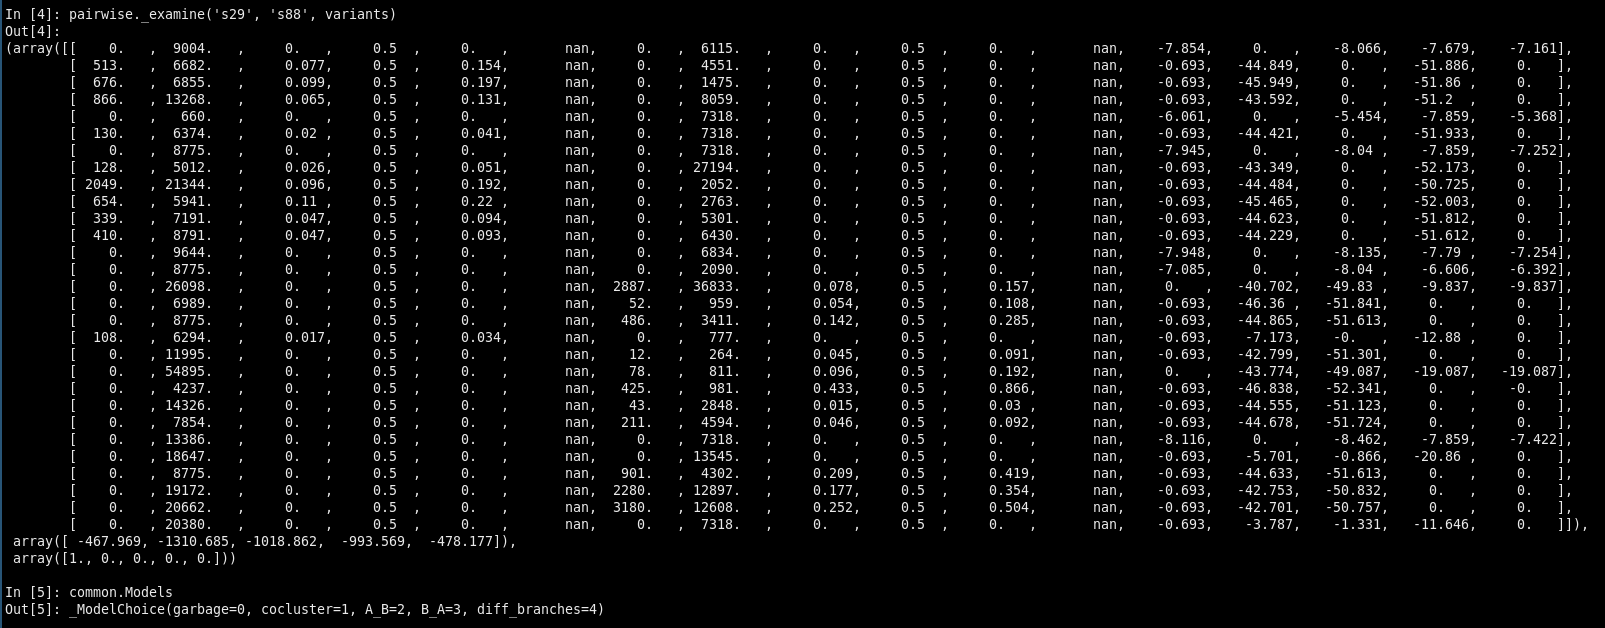 In [4]: pairwise._examine('s29', 's88', variants)
Out[4]:
(array([[    0.   ,  9004.   ,     0.   ,     0.5  ,     0.   ,       nan,     0.   ,  6115.   ,     0.   ,     0.5  ,     0.   ,       nan,    -7.854,     0.   ,    -8.066,    -7.679,    -7.161],
        [  513.   ,  6682.   ,     0.077,     0.5  ,     0.154,       nan,     0.   ,  4551.   ,     0.   ,     0.5  ,     0.   ,       nan,    -0.693,   -44.849,     0.   ,   -51.886,     0.   ],
        [  676.   ,  6855.   ,     0.099,     0.5  ,     0.197,       nan,     0.   ,  1475.   ,     0.   ,     0.5  ,     0.   ,       nan,    -0.693,   -45.949,     0.   ,   -51.86 ,     0.   ],
        [  866.   , 13268.   ,     0.065,     0.5  ,     0.131,       nan,     0.   ,  8059.   ,     0.   ,     0.5  ,     0.   ,       nan,    -0.693,   -43.592,     0.   ,   -51.2  ,     0.   ],
        [    0.   ,   660.   ,     0.   ,     0.5  ,     0.   ,       nan,     0.   ,  7318.   ,     0.   ,     0.5  ,     0.   ,       nan,    -6.061,     0.   ,    -5.454,    -7.859,    -5.368],
        [  130.   ,  6374.   ,     0.02 ,     0.5  ,     0.041,       nan,     0.   ,  7318.   ,     0.   ,     0.5  ,     0.   ,       nan,    -0.693,   -44.421,     0.   ,   -51.933,     0.   ],
        [    0.   ,  8775.   ,     0.   ,     0.5  ,     0.   ,       nan,     0.   ,  7318.   ,     0.   ,     0.5  ,     0.   ,       nan,    -7.945,     0.   ,    -8.04 ,    -7.859,    -7.252],
        [  128.   ,  5012.   ,     0.026,     0.5  ,     0.051,       nan,     0.   , 27194.   ,     0.   ,     0.5  ,     0.   ,       nan,    -0.693,   -43.349,     0.   ,   -52.173,     0.   ],
        [ 2049.   , 21344.   ,     0.096,     0.5  ,     0.192,       nan,     0.   ,  2052.   ,     0.   ,     0.5  ,     0.   ,       nan,    -0.693,   -44.484,     0.   ,   -50.725,     0.   ],
        [  654.   ,  5941.   ,     0.11 ,     0.5  ,     0.22 ,       nan,     0.   ,  2763.   ,     0.   ,     0.5  ,     0.   ,       nan,    -0.693,   -45.465,     0.   ,   -52.003,     0.   ],
        [  339.   ,  7191.   ,     0.047,     0.5  ,     0.094,       nan,     0.   ,  5301.   ,     0.   ,     0.5  ,     0.   ,       nan,    -0.693,   -44.623,     0.   ,   -51.812,     0.   ],
        [  410.   ,  8791.   ,     0.047,     0.5  ,     0.093,       nan,     0.   ,  6430.   ,     0.   ,     0.5  ,     0.   ,       nan,    -0.693,   -44.229,     0.   ,   -51.612,     0.   ],
        [    0.   ,  9644.   ,     0.   ,     0.5  ,     0.   ,       nan,     0.   ,  6834.   ,     0.   ,     0.5  ,     0.   ,       nan,    -7.948,     0.   ,    -8.135,    -7.79 ,    -7.254],
        [    0.   ,  8775.   ,     0.   ,     0.5  ,     0.   ,       nan,     0.   ,  2090.   ,     0.   ,     0.5  ,     0.   ,       nan,    -7.085,     0.   ,    -8.04 ,    -6.606,    -6.392],
        [    0.   , 26098.   ,     0.   ,     0.5  ,     0.   ,       nan,  2887.   , 36833.   ,     0.078,     0.5  ,     0.157,       nan,     0.   ,   -40.702,   -49.83 ,    -9.837,    -9.837],
        [    0.   ,  6989.   ,     0.   ,     0.5  ,     0.   ,       nan,    52.   ,   959.   ,     0.054,     0.5  ,     0.108,       nan,    -0.693,   -46.36 ,   -51.841,     0.   ,     0.   ],
        [    0.   ,  8775.   ,     0.   ,     0.5  ,     0.   ,       nan,   486.   ,  3411.   ,     0.142,     0.5  ,     0.285,       nan,    -0.693,   -44.865,   -51.613,     0.   ,     0.   ],
        [  108.   ,  6294.   ,     0.017,     0.5  ,     0.034,       nan,     0.   ,   777.   ,     0.   ,     0.5  ,     0.   ,       nan,    -0.693,    -7.173,    -0.   ,   -12.88 ,     0.   ],
        [    0.   , 11995.   ,     0.   ,     0.5  ,     0.   ,       nan,    12.   ,   264.   ,     0.045,     0.5  ,     0.091,       nan,    -0.693,   -42.799,   -51.301,     0.   ,     0.   ],
        [    0.   , 54895.   ,     0.   ,     0.5  ,     0.   ,       nan,    78.   ,   811.   ,     0.096,     0.5  ,     0.192,       nan,     0.   ,   -43.774,   -49.087,   -19.087,   -19.087],
        [    0.   ,  4237.   ,     0.   ,     0.5  ,     0.   ,       nan,   425.   ,   981.   ,     0.433,     0.5  ,     0.866,       nan,    -0.693,   -46.838,   -52.341,     0.   ,    -0.   ],
        [    0.   , 14326.   ,     0.   ,     0.5  ,     0.   ,       nan,    43.   ,  2848.   ,     0.015,     0.5  ,     0.03 ,       nan,    -0.693,   -44.555,   -51.123,     0.   ,     0.   ],
        [    0.   ,  7854.   ,     0.   ,     0.5  ,     0.   ,       nan,   211.   ,  4594.   ,     0.046,     0.5  ,     0.092,       nan,    -0.693,   -44.678,   -51.724,     0.   ,     0.   ],
        [    0.   , 13386.   ,     0.   ,     0.5  ,     0.   ,       nan,     0.   ,  7318.   ,     0.   ,     0.5  ,     0.   ,       nan,    -8.116,     0.   ,    -8.462,    -7.859,    -7.422],
        [    0.   , 18647.   ,     0.   ,     0.5  ,     0.   ,       nan,     0.   , 13545.   ,     0.   ,     0.5  ,     0.   ,       nan,    -0.693,    -5.701,    -0.866,   -20.86 ,     0.   ],
        [    0.   ,  8775.   ,     0.   ,     0.5  ,     0.   ,       nan,   901.   ,  4302.   ,     0.209,     0.5  ,     0.419,       nan,    -0.693,   -44.633,   -51.613,     0.   ,     0.   ],
        [    0.   , 19172.   ,     0.   ,     0.5  ,     0.   ,       nan,  2280.   , 12897.   ,     0.177,     0.5  ,     0.354,       nan,    -0.693,   -42.753,   -50.832,     0.   ,     0.   ],
        [    0.   , 20662.   ,     0.   ,     0.5  ,     0.   ,       nan,  3180.   , 12608.   ,     0.252,     0.5  ,     0.504,       nan,    -0.693,   -42.701,   -50.757,     0.   ,     0.   ],
        [    0.   , 20380.   ,     0.   ,     0.5  ,     0.   ,       nan,     0.   ,  7318.   ,     0.   ,     0.5  ,     0.   ,       nan,    -0.693,    -3.787,    -1.331,   -11.646,     0.   ]]),
 array([ -467.969, -1310.685, -1018.862,  -993.569,  -478.177]),
 array([1., 0., 0., 0., 0.]))
In [5]: common.Models
Out[5]: _ModelChoice(garbage=0, cocluster=1, A_B=2, B_A=3, diff_branches=4)